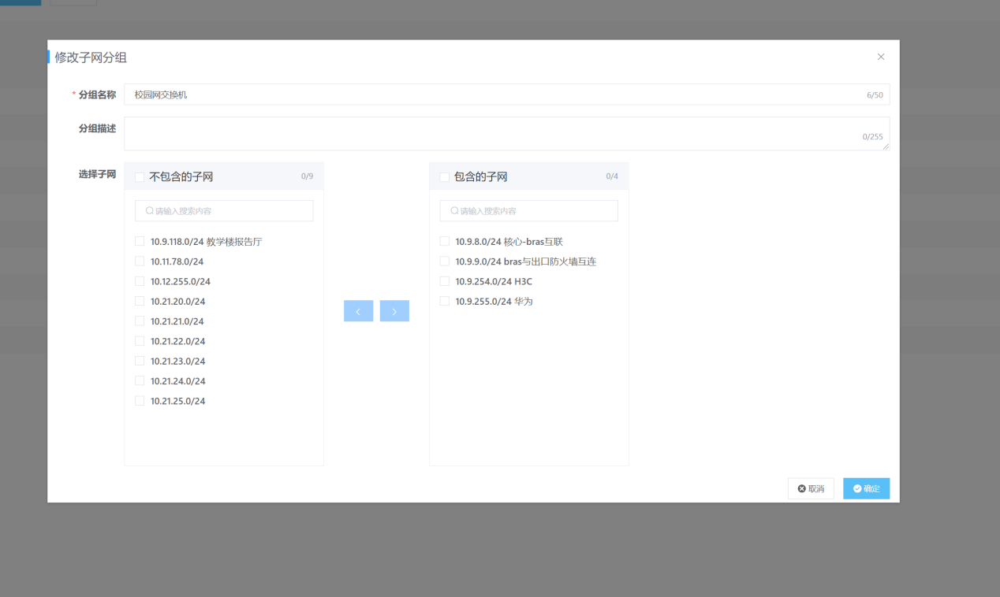 修改子网分组
* 分组名称 校园网交换机 6/50
分组描述 0/255
选择子网
不包含的子网 0/9
请输入搜索内容
10.9.118.0/24 教学楼报告厅
10.11.78.0/24
10.12.255.0/24
10.21.20.0/24
10.21.21.0/24
10.21.22.0/24
10.21.23.0/24
10.21.24.0/24
10.21.25.0/24
包含的子网 0/4
请输入搜索内容
10.9.8.0/24 核心-bras互联
10.9.9.0/24 bras与出口防火墙互连
10.9.254.0/24 H3C
10.9.255.0/24 华为
取消
确定